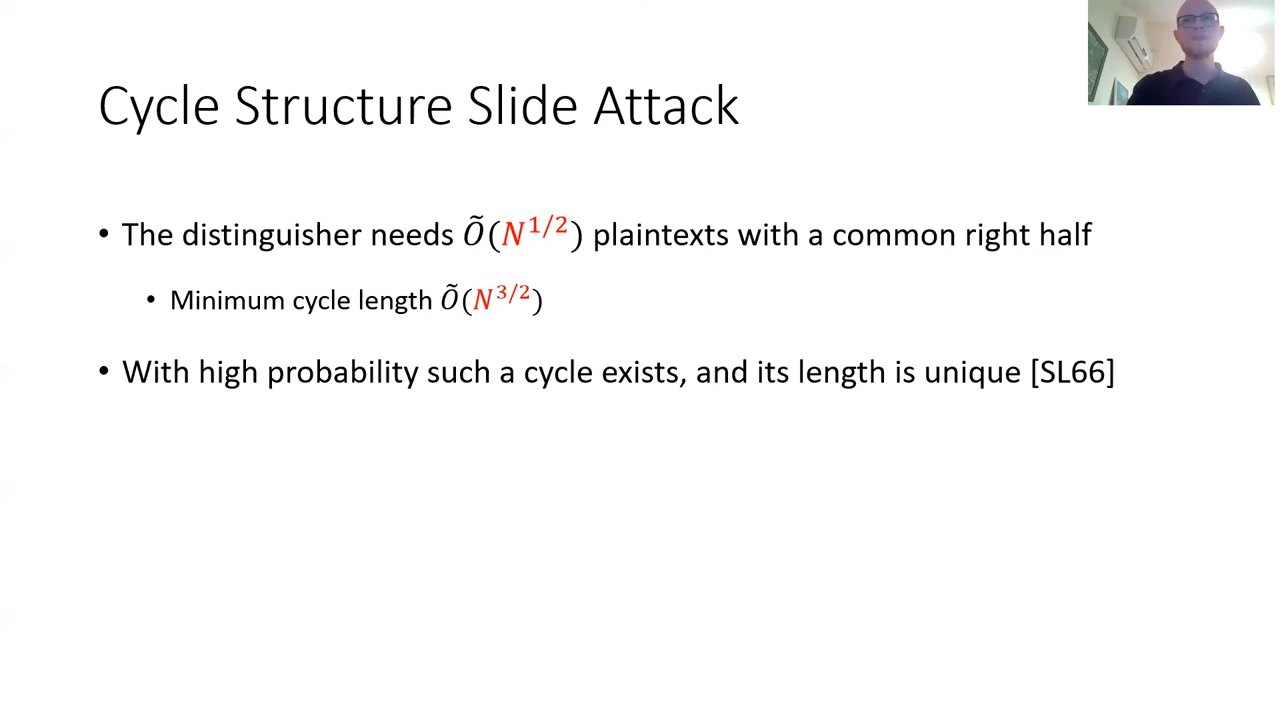 Cycle Structure Slide Attack
• The distinguisher needs Õ(N^{1/2}) plaintexts with a common right half
• Minimum cycle length Õ(N^{3/2})
• With high probability such a cycle exists, and its length is unique [SL66]